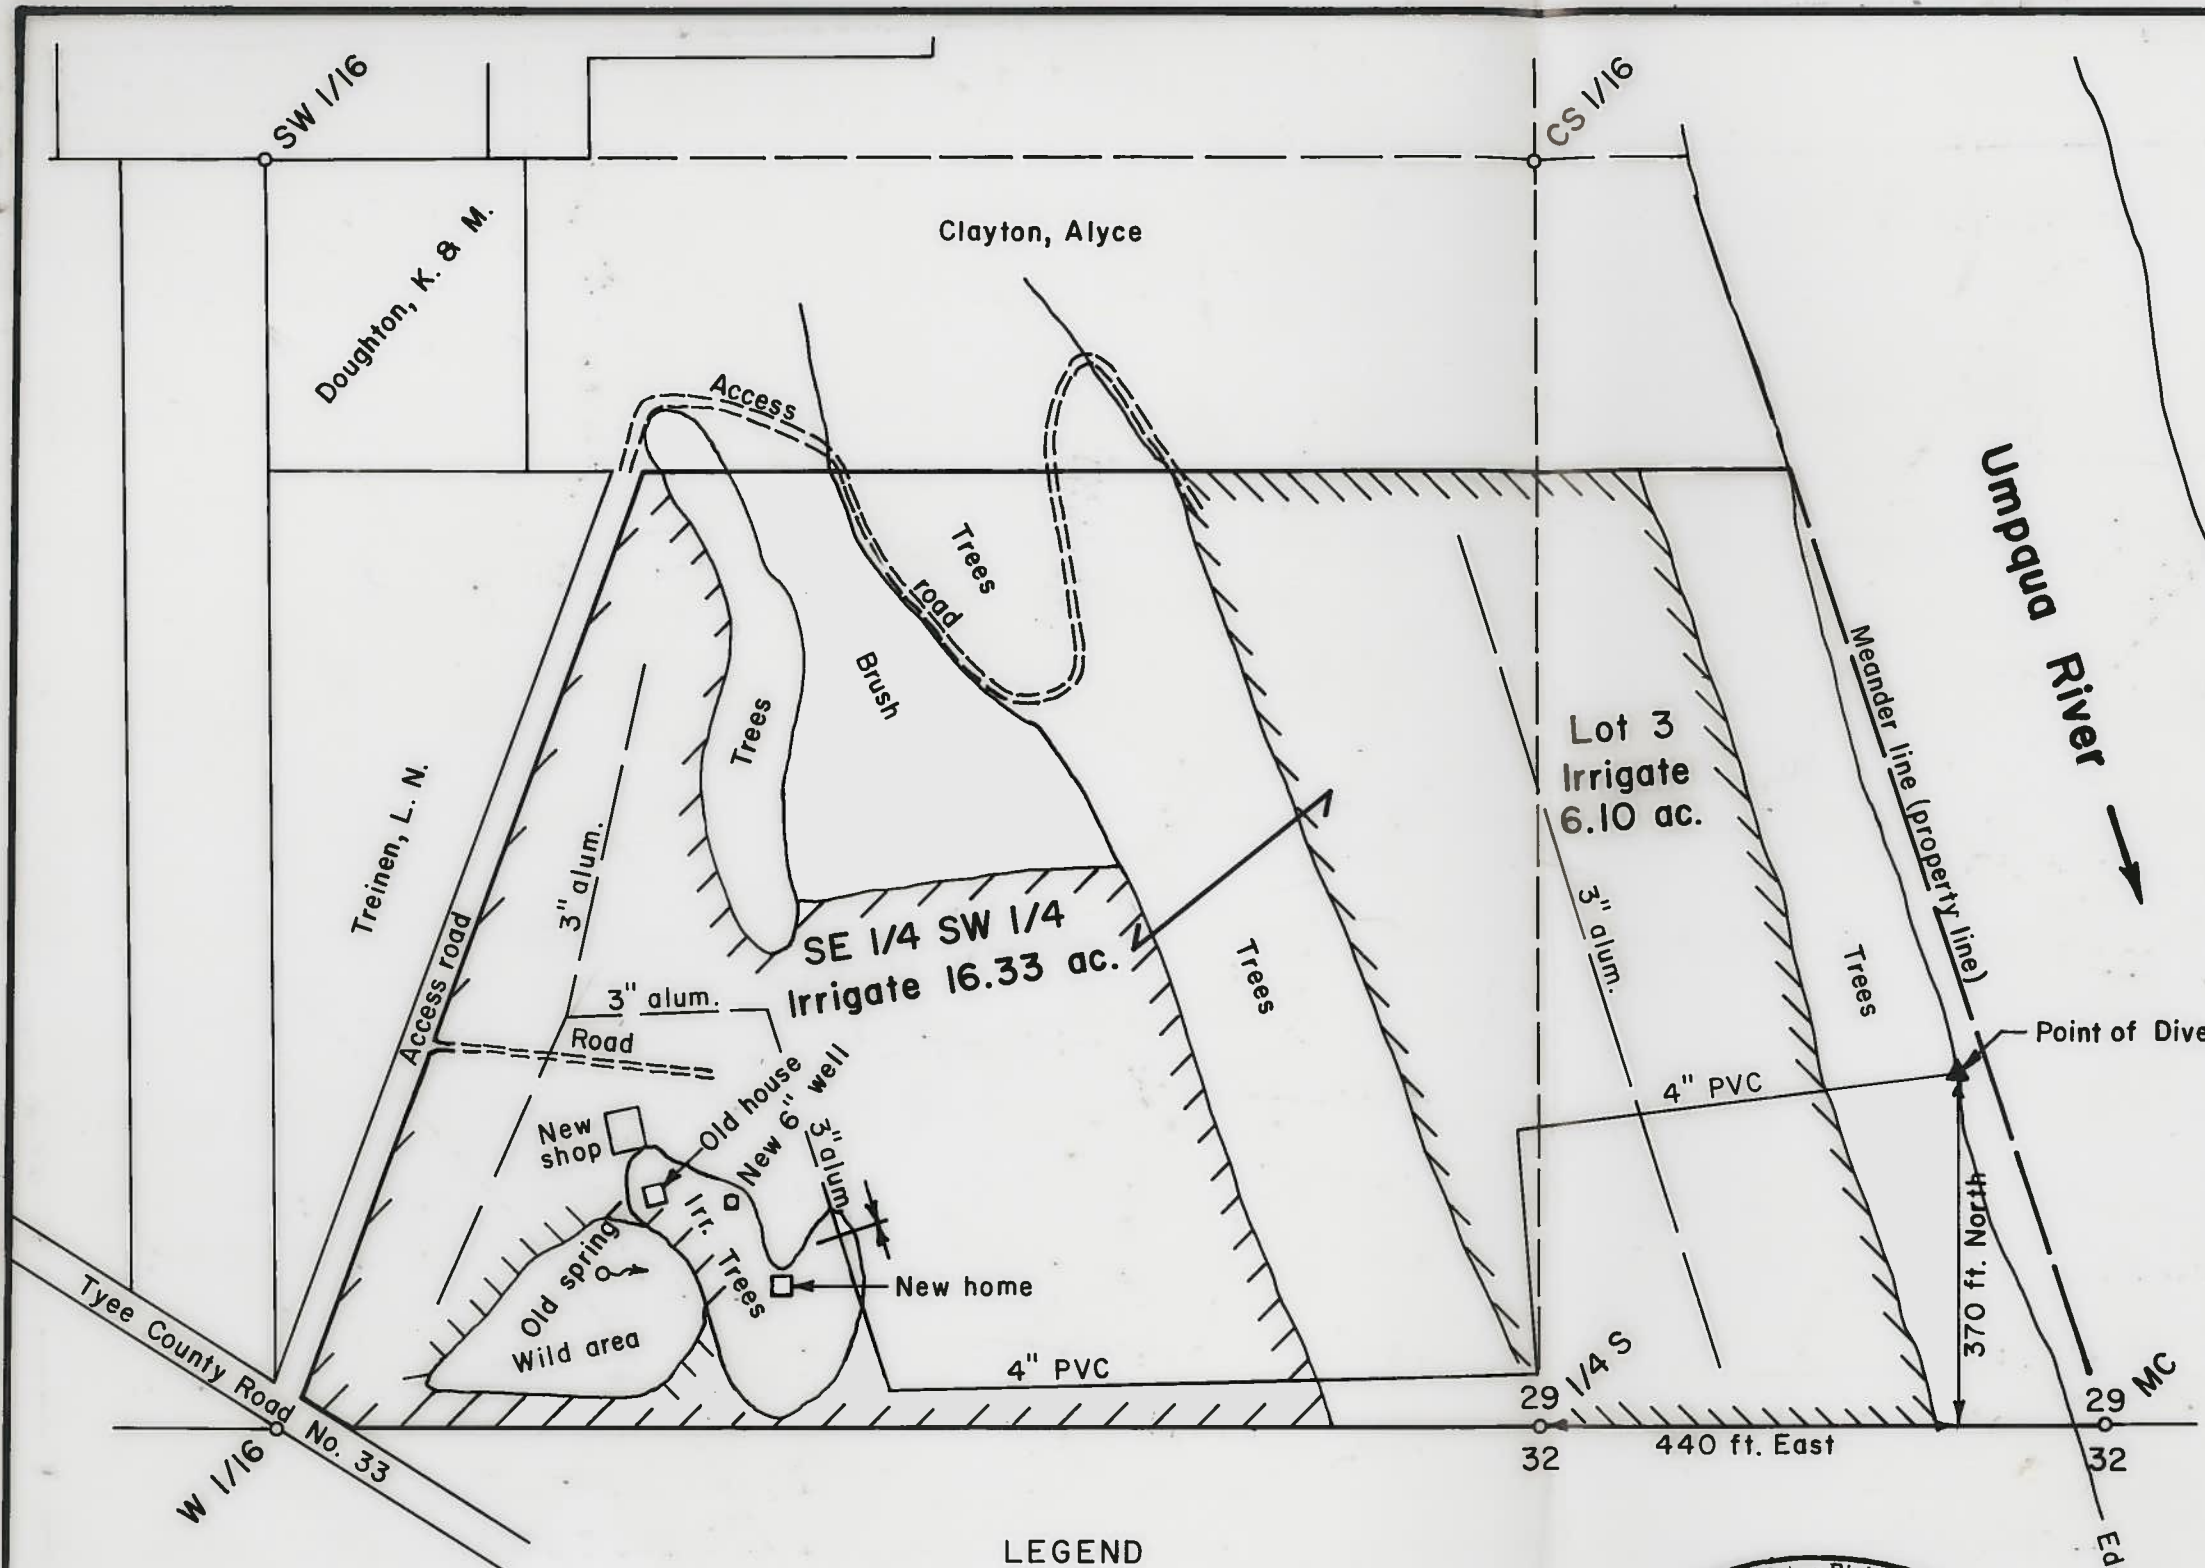 SW 1/16
CS 1/16
Clayton, Alyce
Doughton, K. & M.
Access
road
Trees
Brush
Trees
Umpqua River
Meander line (property line)
Lot 3
Irrigate
6.10 ac.
Treinen, L. N.
3" alum.
3" alum.
SE 1/4 SW 1/4
Irrigate 16.33 ac.
Trees
Trees
Access road
3" alum.
Road
Point of Dive
4" PVC
Old house
New 6" well
3" alum
New
shop
Irr.
Trees
Old spring
Wild area
New home
370 ft. North
Tyee County Road No. 33
4" PVC
29
1/4 S
32
440 ft. East
29
MC
32
W 1/16
LEGEND
Ed